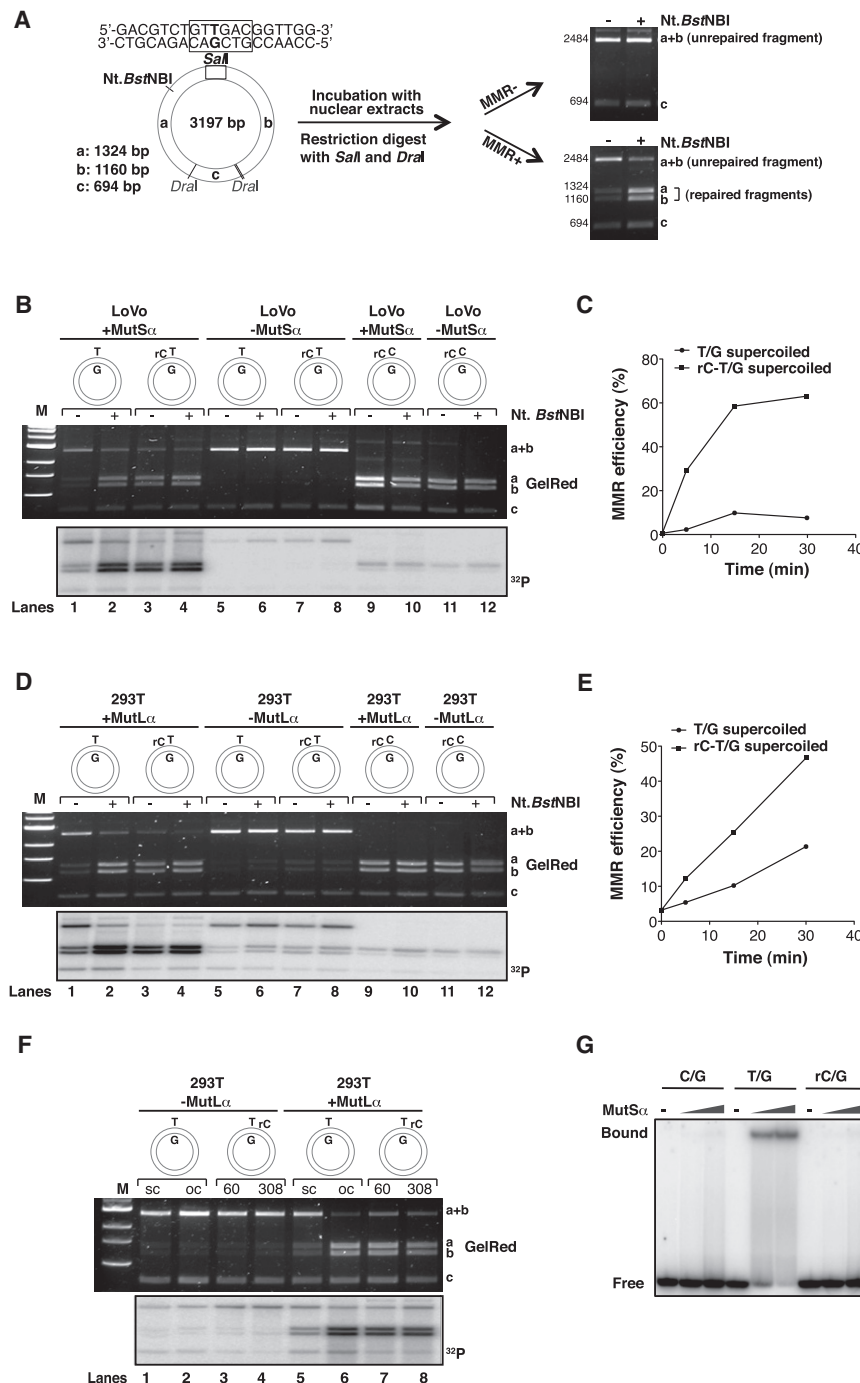 A
5'-GACGTCTGTTGACGGTTGG-3'
3'-CTGCAGACAGCTGCCAACC-5'
SalI
Nt.BstNBI
a
3197 bp
b
c
a: 1324 bp
b: 1160 bp
c: 694 bp
DraI
DraI
Incubation with
nuclear extracts
Restriction digest
with SalI and DraI
MMR-
MMR+
- + Nt.BstNBI
2484 a+b (unrepaired fragment)
694 c
- + Nt.BstNBI
2484 a+b (unrepaired fragment)
1324 a
1160 b
(repaired fragments)
694 c
B
LoVo LoVo LoVo LoVo
+MutSα -MutSα +MutSα -MutSα
T rC T T rC T rC C rC C
G G G G G G
M - + - + - + - + - + - + Nt. BstNBI
a+b
a
b
GelRed
c
32P
Lanes 1 2 3 4 5 6 7 8 9 10 11 12
C
T/G supercoiled
rC-T/G supercoiled
MMR efficiency (%)
80
60
40
20
0
0 10 20 30 40
Time (min)
D
293T 293T 293T 293T
+MutLα -MutLα +MutLα -MutLα
T rC T T rC T rC C rC C
G G G G G G
M - + - + - + - + - + - + Nt.BstNBI
a+b
a
b
GelRed
c
32P
Lanes 1 2 3 4 5 6 7 8 9 10 11 12
E
T/G supercoiled
rC-T/G supercoiled
MMR efficiency (%)
50
40
30
20
10
0
0 10 20 30 40
Time (min)
F
293T 293T
-MutLα +MutLα
T T rC T T rC
G G G G
M sc oc 60 308 sc oc 60 308
a+b
a
b
GelRed
c
32P
Lanes 1 2 3 4 5 6 7 8
G
C/G T/G rC/G
MutSα - - -
Bound
Free